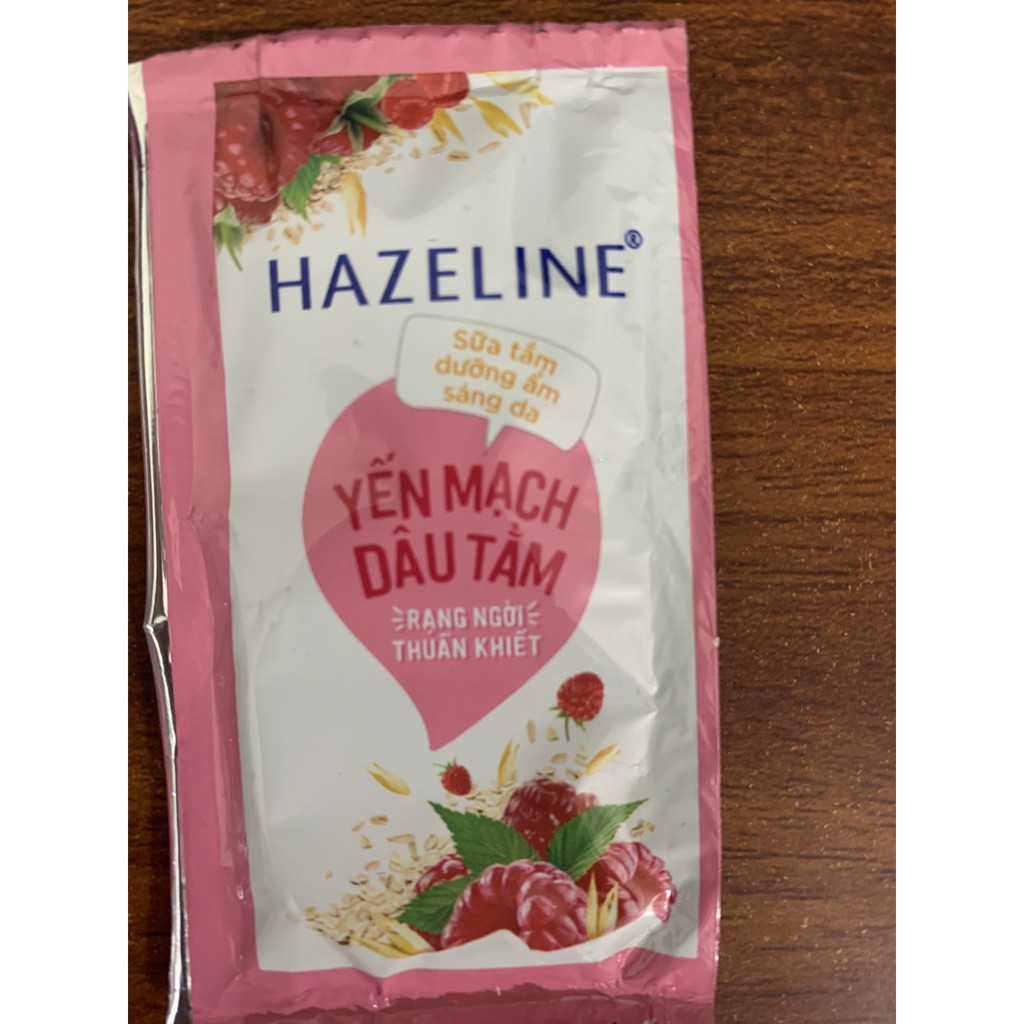 HAZELINE®
Sữa tắm
dưỡng ẩm
sáng da
YẾN MẠCH
DÂU TẰM
RẠNG NGỜI
THUẦN KHIẾT